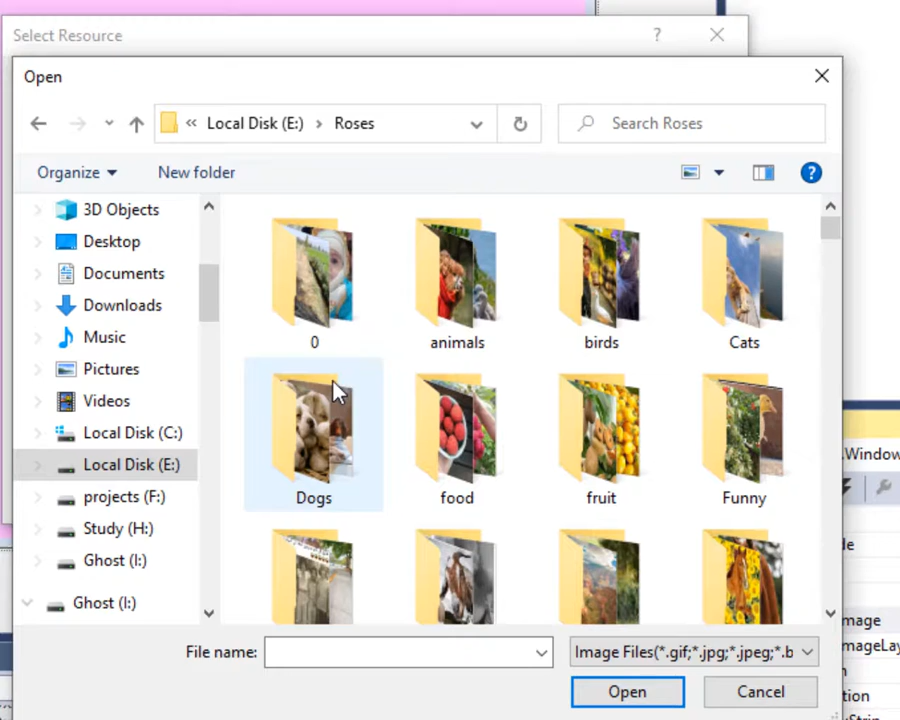 Select Resource
?
Open
« Local Disk (E:) > Roses
Search Roses
Organize
New folder
?
3D Objects
Desktop
Documents
Downloads
Music
Pictures
Videos
Local Disk (C:)
Local Disk (E:)
projects (F:)
Study (H:)
Ghost (I:)
Ghost (I:)
0
animals
birds
Cats
Dogs
food
fruit
Funny
File name:
Image Files(*.gif;*.jpg;*.jpeg;*.b
Open
Cancel
.Window
de
mage
mageLay
n
tion